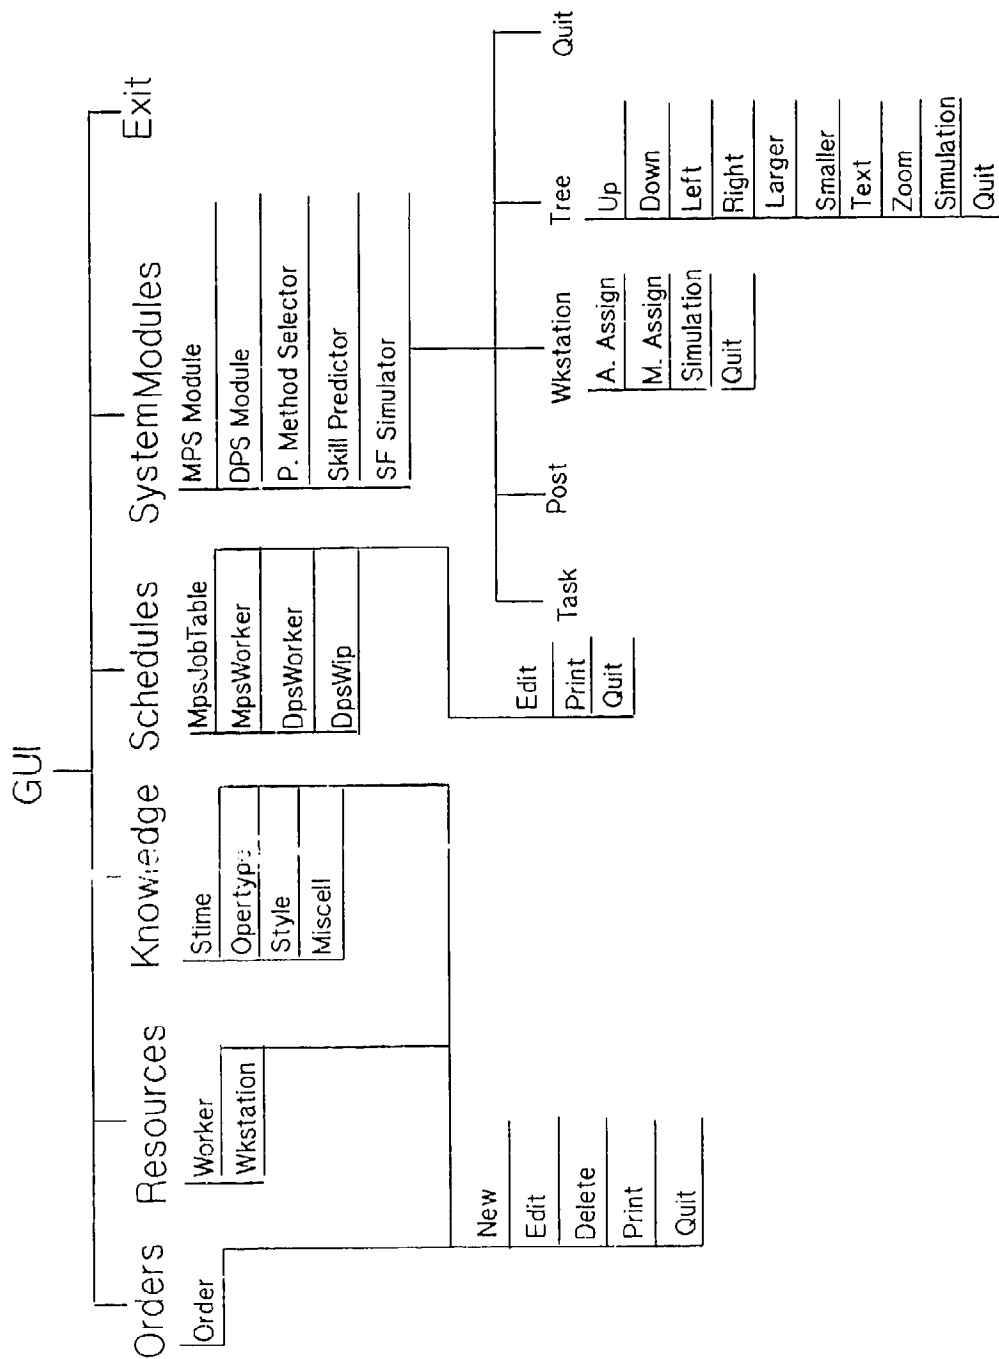 GUI
Orders
Resources
Knowledge
Schedules
SystemModules
Exit
Order
Worker
Wkstation
Stime
Opertype
Style
Miscell
MpsJobTable
MpsWorker
DpsWorker
DpsWip
MPS Module
DPS Module
P. Method Selector
Skill Predictor
SF Simulator
New
Edit
Delete
Print
Quit
Edit
Print
Quit
Task
Post
Wkstation
Tree
Quit
A. Assign
M. Assign
Simulation
Quit
Up
Down
Left
Right
Larger
Smaller
Text
Zoom
Simulation
Quit